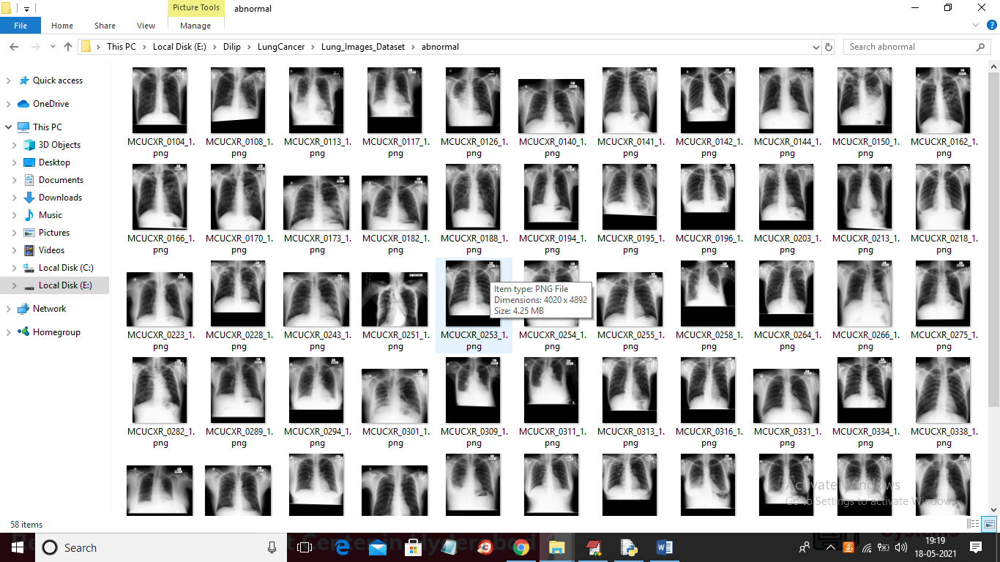 Picture Tools
abnormal
File
Home
Share
View
Manage
This PC
Local Disk (E:)
Dilip
LungCancer
Lung_Images_Dataset
abnormal
Search abnormal
Quick access
OneDrive
This PC
3D Objects
Desktop
Documents
Downloads
Music
Pictures
Videos
Local Disk (C:)
Local Disk (E:)
Network
Homegroup
MCUCXR_0104_1.
png
MCUCXR_0108_1.
png
MCUCXR_0113_1.
png
MCUCXR_0117_1.
png
MCUCXR_0126_1.
png
MCUCXR_0140_1.
png
MCUCXR_0141_1.
png
MCUCXR_0142_1.
png
MCUCXR_0144_1.
png
MCUCXR_0150_1.
png
MCUCXR_0162_1.
png
MCUCXR_0166_1.
png
MCUCXR_0170_1.
png
MCUCXR_0173_1.
png
MCUCXR_0182_1.
png
MCUCXR_0188_1.
png
MCUCXR_0194_1.
png
MCUCXR_0195_1.
png
MCUCXR_0196_1.
png
MCUCXR_0203_1.
png
MCUCXR_0213_1.
png
MCUCXR_0218_1.
png
MCUCXR_0223_1.
png
MCUCXR_0228_1.
png
MCUCXR_0243_1.
png
MCUCXR_0251_1.
png
MCUCXR_0253_1.
png
Item type: PNG File
Dimensions: 4020 x 4892
Size: 4.25 MB
MCUCXR_0254_1.
png
MCUCXR_0255_1.
png
MCUCXR_0258_1.
png
MCUCXR_0264_1.
png
MCUCXR_0266_1.
png
MCUCXR_0275_1.
png
MCUCXR_0282_1.
png
MCUCXR_0289_1.
png
MCUCXR_0294_1.
png
MCUCXR_0301_1.
png
MCUCXR_0309_1.
png
MCUCXR_0311_1.
png
MCUCXR_0313_1.
png
MCUCXR_0316_1.
png
MCUCXR_0331_1.
png
MCUCXR_0334_1.
png
MCUCXR_0338_1.
png
Activate Windows
Go to Settings to activate Windows.
58 items
Search
19:19
18-05-2021